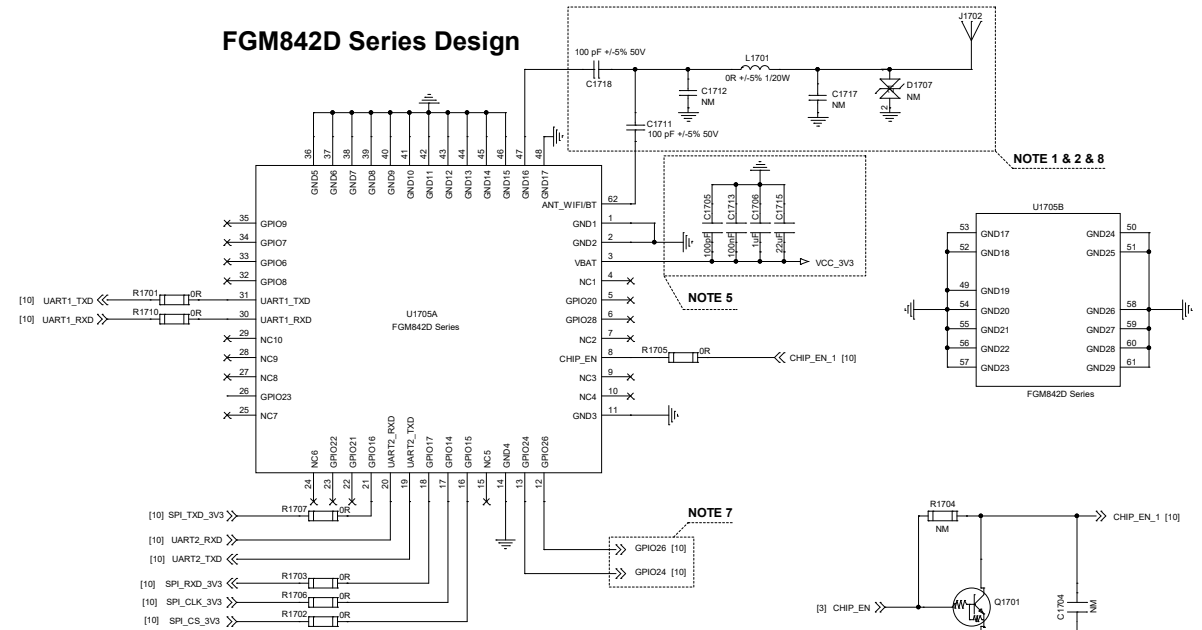 FGM842D Series Design
J1702
100 pF +/-5% 50V
C1718
L1701
0R +/-5% 1/20W
C1712
NM
C1717
NM
D1707
NM
2
C1711
100 pF +/-5% 50V
NOTE 1 & 2 & 8
36
37
38
39
40
41
42
43
44
45
46
47
48
GND5
GND6
GND7
GND8
GND9
GND10
GND11
GND12
GND13
GND14
GND15
GND16
GND17
ANT_WIFI/BT 62
GND1 1
GND2 2
VBAT 3
NC1 4
GPIO20 5
GPIO28 6
NC2 7
CHIP_EN 8
NC3 9
NC4 10
GND3 11
C1705
C1713
C1706
C1715
100pF
100nF
1uF
22uF
VCC_3V3
NOTE 5
R1705 0R
CHIP_EN_1 [10]
35 GPIO9
34 GPIO7
33 GPIO6
32 GPIO8
31 UART1_TXD
30 UART1_RXD
29 NC10
28 NC9
27 NC8
26 GPIO23
25 NC7
[10] UART1_TXD R1701 0R
[10] UART1_RXD R1710 0R
U1705A
FGM842D Series
NC6
GPIO22
GPIO21
GPIO16
UART2_RXD
UART2_TXD
GPIO17
GPIO14
GPIO15
NC5
GND4
GPIO24
GPIO26
24
23
22
21
20
19
18
17
16
15
14
13
12
[10] SPI_TXD_3V3 R1707 0R
[10] UART2_RXD
[10] UART2_TXD
[10] SPI_RXD_3V3 R1703 0R
[10] SPI_CLK_3V3 R1706 0R
[10] SPI_CS_3V3 R1702 0R
NOTE 7
GPIO26 [10]
GPIO24 [10]
U1705B
53 GND17
52 GND18
49 GND19
54 GND20
55 GND21
56 GND22
57 GND23
GND24 50
GND25 51
GND26 58
GND27 59
GND28 60
GND29 61
FGM842D Series
R1704
NM
CHIP_EN_1 [10]
[3] CHIP_EN
Q1701
C1704
NM